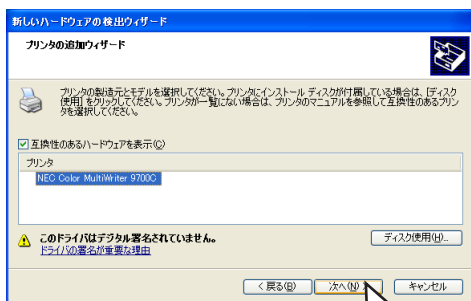 新しいハードウェアの検出ウィザード
プリンタの追加ウィザード
プリンタの製造元とモデルを選択してください。プリンタにインストール ディスクが付属している場合は、[ディスク
使用] をクリックしてください。プリンタが一覧にない場合は、プリンタのマニュアルを参照して互換性のあるプリン
タを選択してください。
互換性のあるハードウェアを表示(C)
プリンタ
NEC Color MultiWriter 9700C
このドライバはデジタル署名されていません。
ディスク使用(H)...
ドライバの署名が重要な理由
< 戻る(B)
次へ(N) >
キャンセル